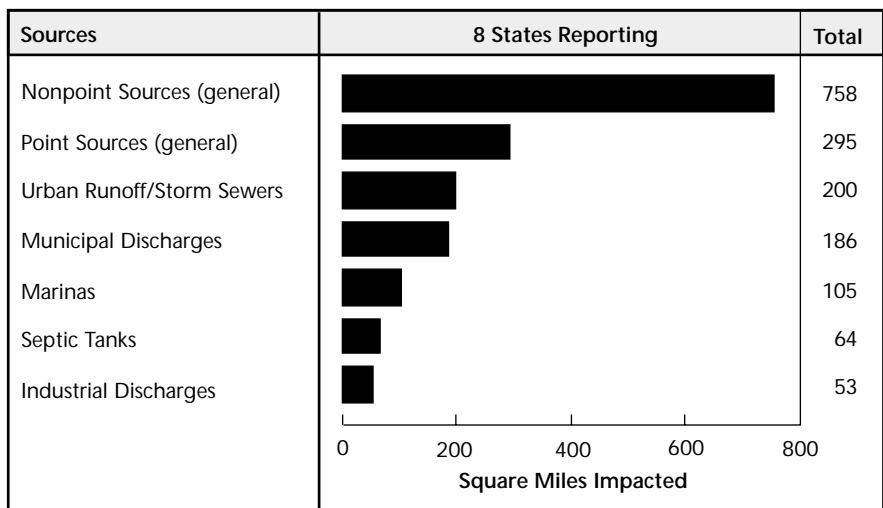 Sources 8 States Reporting Total
Nonpoint Sources (general) 758
Point Sources (general) 295
Urban Runoff/Storm Sewers 200
Municipal Discharges 186
Marinas 105
Septic Tanks 64
Industrial Discharges 53
0 200 400 600 800
Square Miles Impacted